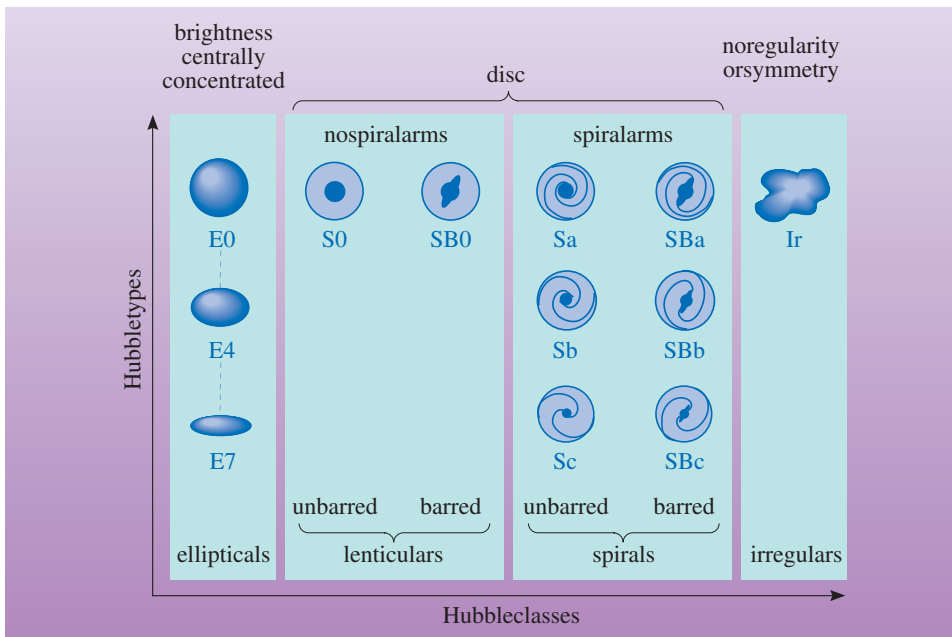 brightness
centrally
concentrated
disc
noregularity
orsymmetry
nospiralarms
spiralarms
E0
S0
SB0
Sa
SBa
Ir
E4
Sb
SBb
E7
Sc
SBc
unbarred
barred
unbarred
barred
ellipticals
lenticulars
spirals
irregulars
Hubbletypes
Hubbleclasses